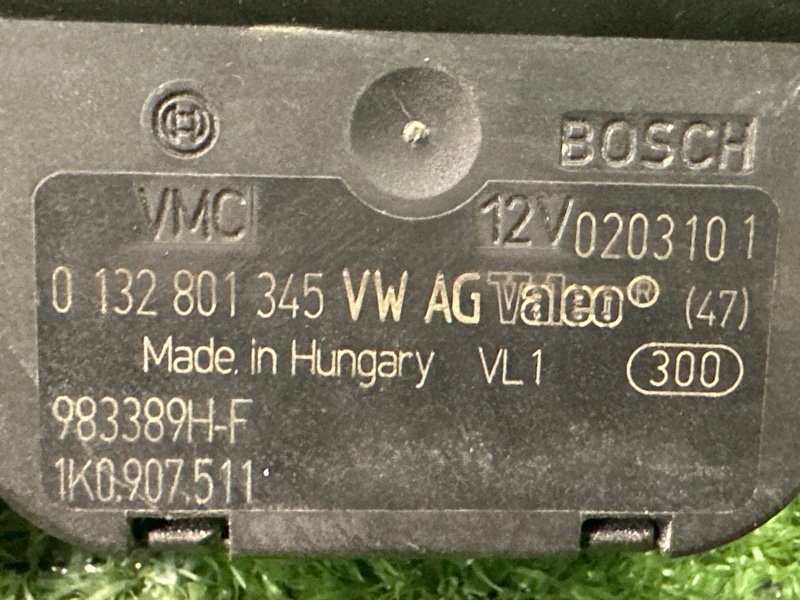 BOSCH
VMC 12V 0203101
0 132 801 345 VW AG Valeo® (47)
Made in Hungary VL1 300
983389H-F
1K0.907.511